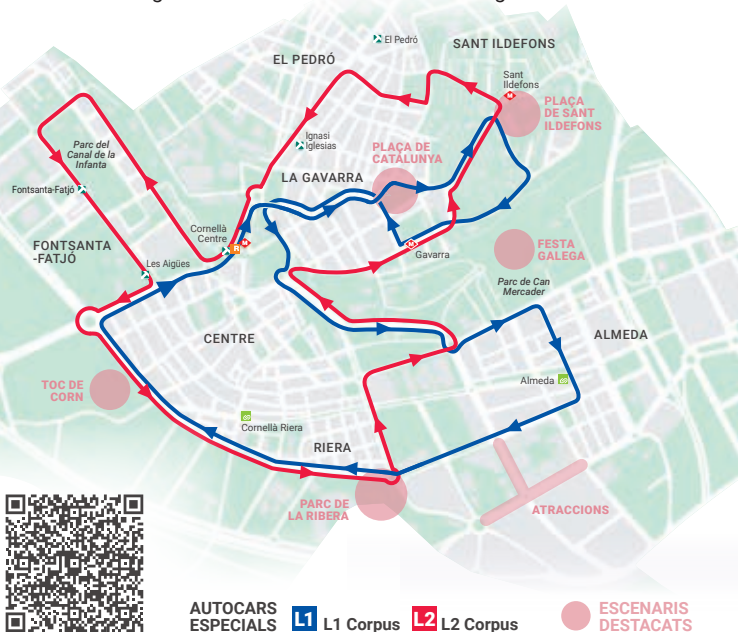 El Pedró
SANT ILDEFONS
EL PEDRÓ
Sant
Ildefons
PLAÇA
DE SANT
ILDEFONS
Parc del
Canal de la
Infanta
Ignasi
Iglesias
PLAÇA DE
CATALUNYA
LA GAVARRA
Fontsanta-Fatjó
Cornellà
Centre
R
M
M
M
Gavarra
FONTSANTA
-FATJÓ
Les Aigües
FESTA
GALEGA
Parc de Can
Mercader
CENTRE
ALMEDA
TOC DE
CORN
Almeda
Cornellà Riera
RIERA
PARC DE
LA RIBERA
ATRACCIONS
AUTOCARS
ESPECIALS
L1 L1 Corpus
L2 L2 Corpus
ESCENARIS
DESTACATS